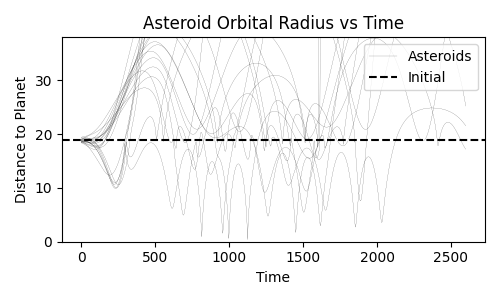 Asteroid Orbital Radius vs Time
Distance to Planet
30
20
10
0
Asteroids
Initial
0 500 1000 1500 2000 2500
Time